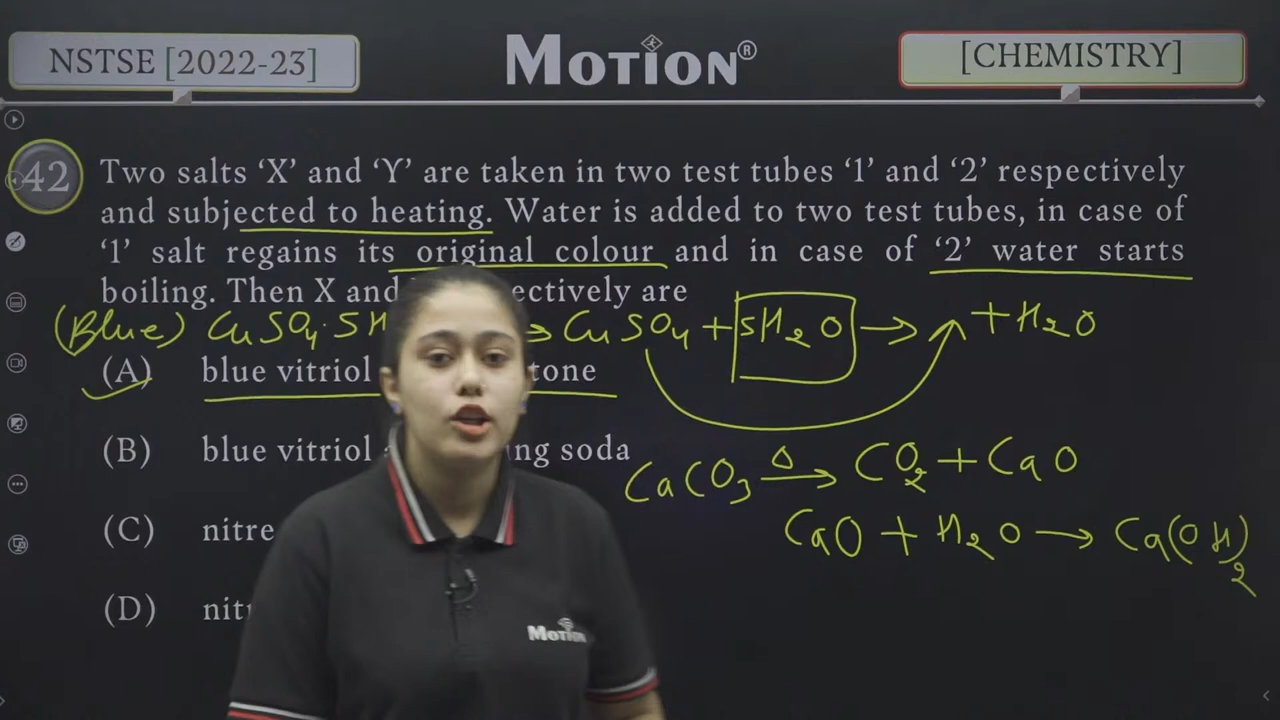 NSTSE [2022-23]
MOTION®
[CHEMISTRY]
42
Two salts ‘X’ and ‘Y’ are taken in two test tubes ‘1’ and ‘2’ respectively
and subjected to heating. Water is added to two test tubes, in case of
‘1’ salt regains its original colour and in case of ‘2’ water starts
boiling. Then X and ectively are
(Blue) CuSO₄·5H → CuSO₄ + 5H₂O → + H₂O
(A) blue vitriol tone
(B) blue vitriol ng soda
CaCO₃ Δ→ CO₂ + CaO
(C) nitre
CaO + H₂O → Ca(OH)₂
(D) nit
MOTION